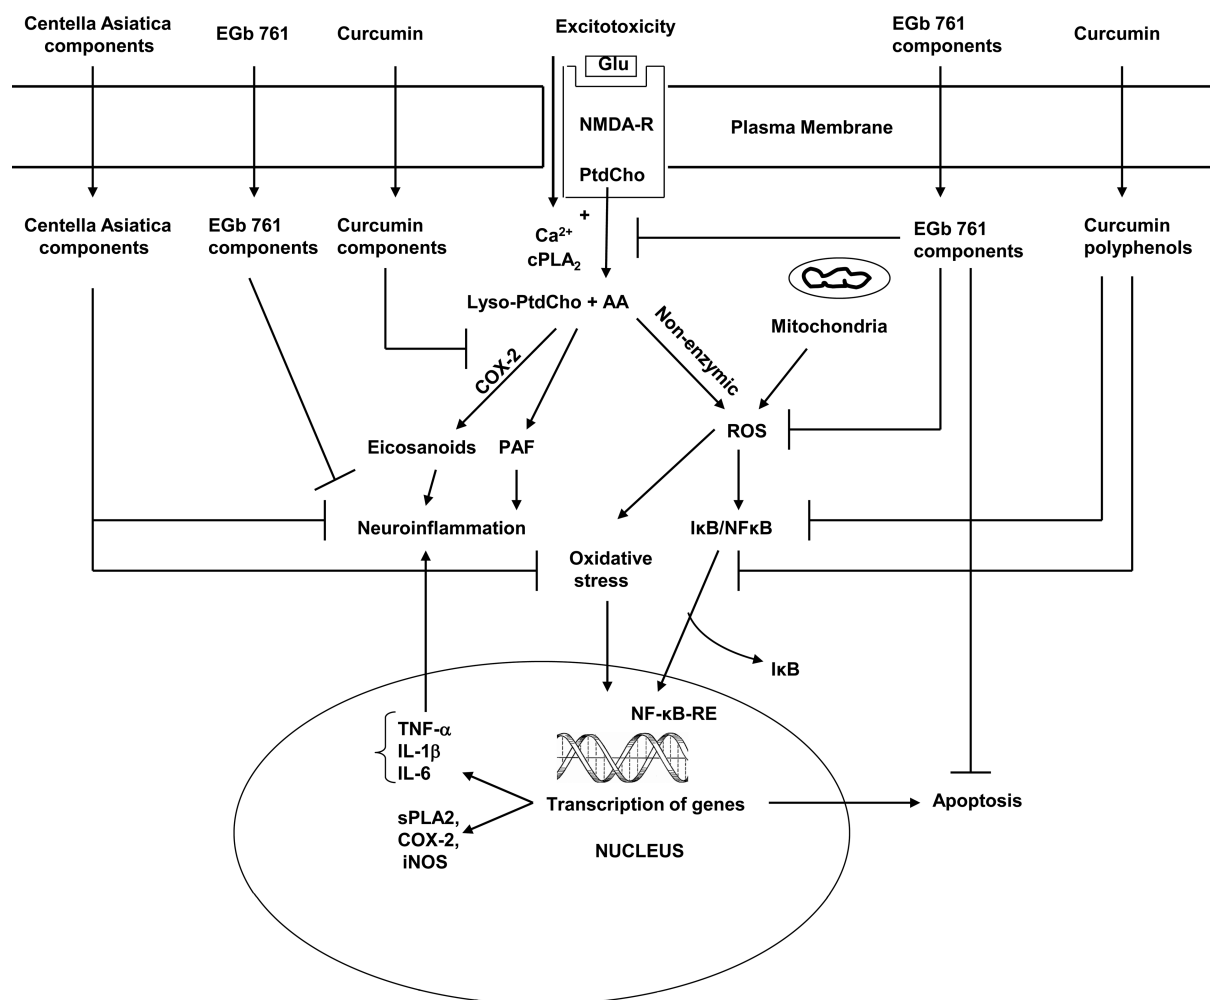 Centella Asiatica
components
EGb 761
Curcumin
Excitotoxicity
EGb 761
components
Curcumin
Glu
NMDA-R
Plasma Membrane
PtdCho
Centella Asiatica
components
EGb 761
components
Curcumin
components
+
Ca2+
cPLA2
EGb 761
components
Curcumin
polyphenols
Lyso-PtdCho + AA
Mitochondria
COX-2
Non-enzymic
Eicosanoids
PAF
ROS
Neuroinflammation
IκB/NFκB
Oxidative
stress
IκB
NF-κB-RE
TNF-α
IL-1β
IL-6
Transcription of genes
Apoptosis
sPLA2,
COX-2,
iNOS
NUCLEUS